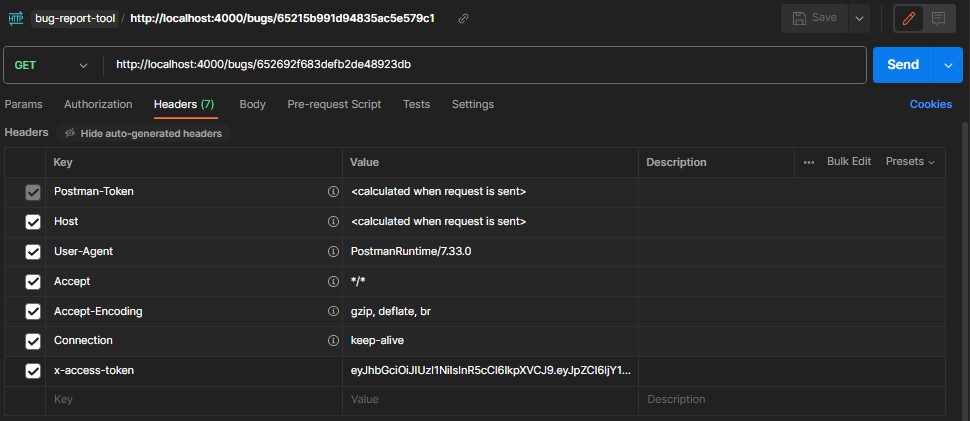 HTTP bug-report-tool / http://localhost:4000/bugs/65215b991d94835ac5e579c1 Save
GET http://localhost:4000/bugs/652692f683defb2de48923db Send
Params Authorization Headers (7) Body Pre-request Script Tests Settings Cookies
Headers Hide auto-generated headers
Key Value Description ... Bulk Edit Presets
Postman-Token <calculated when request is sent>
Host <calculated when request is sent>
User-Agent PostmanRuntime/7.33.0
Accept */*
Accept-Encoding gzip, deflate, br
Connection keep-alive
x-access-token eyJhbGciOiJIUzI1NiIsInR5cCI6IkpXVCJ9.eyJpZCI6IjY1...
Key Value Description